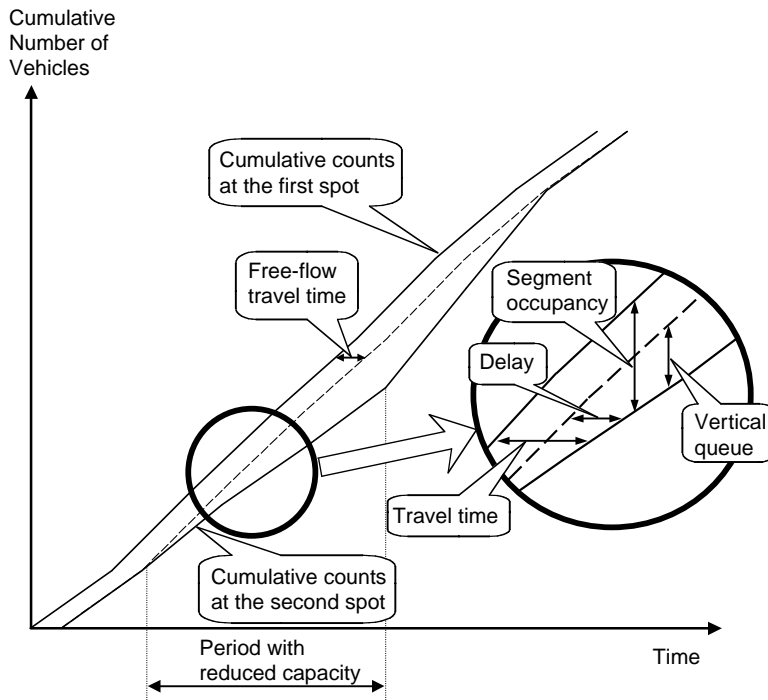 Cumulative
Number of
Vehicles
Cumulative counts
at the first spot
Free-flow
travel time
Segment
occupancy
Delay
Vertical
queue
Travel time
Cumulative counts
at the second spot
Period with
reduced capacity
Time